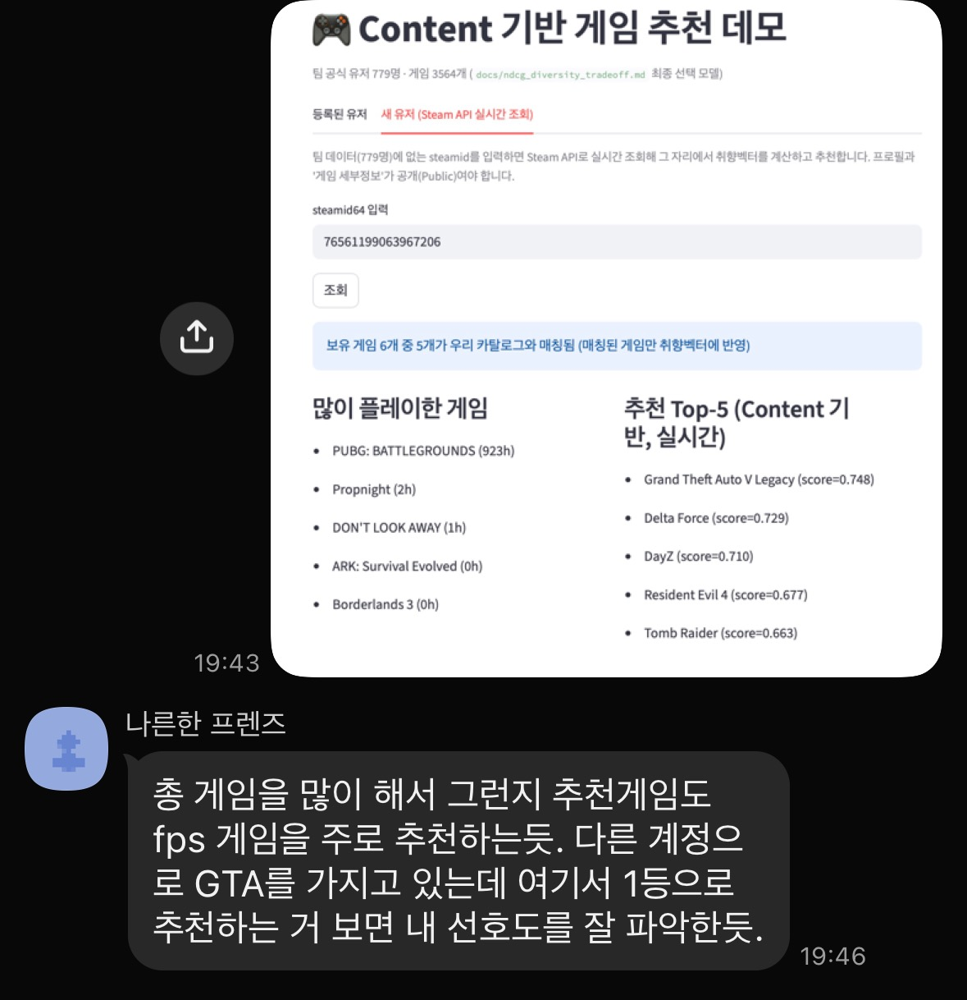 🎮 Content 기반 게임 추천 데모
팀 공식 유저 779명 · 게임 3564개 ( docs/ndcg_diversity_tradeoff.md 최종 선택 모델)
등록된 유저 새 유저 (Steam API 실시간 조회)
팀 데이터(779명)에 없는 steamid를 입력하면 Steam API로 실시간 조회해 그 자리에서 취향벡터를 계산하고 추천합니다. 프로필과
'게임 세부정보'가 공개(Public)여야 합니다.
steamid64 입력
76561199063967206
조회
보유 게임 6개 중 5개가 우리 카탈로그와 매칭됨 (매칭된 게임만 취향벡터에 반영)
많이 플레이한 게임
• PUBG: BATTLEGROUNDS (923h)
• Propnight (2h)
• DON'T LOOK AWAY (1h)
• ARK: Survival Evolved (0h)
• Borderlands 3 (0h)
추천 Top-5 (Content 기
반, 실시간)
• Grand Theft Auto V Legacy (score=0.748)
• Delta Force (score=0.729)
• DayZ (score=0.710)
• Resident Evil 4 (score=0.677)
• Tomb Raider (score=0.663)
19:43
나른한 프렌즈
총 게임을 많이 해서 그런지 추천게임도
fps 게임을 주로 추천하는듯. 다른 계정으
로 GTA를 가지고 있는데 여기서 1등으로
추천하는 거 보면 내 선호도를 잘 파악한듯.
19:46